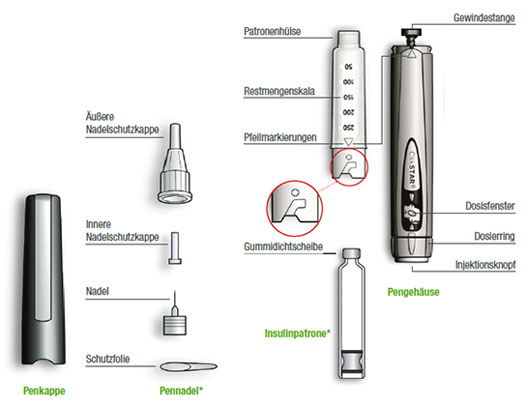 Äußere
Nadelschutzkappe
Innere
Nadelschutzkappe
Nadel
Schutzfolie
Penkappe
Pennadel*
Patronenhülse
Restmengenskala
Pfeilmarkierungen
50
100
150
200
250
Gummidichtscheibe
Insulinpatrone*
Gewindestange
STAR®
Dosisfenster
Dosierring
Injektionsknopf
Pengehäuse